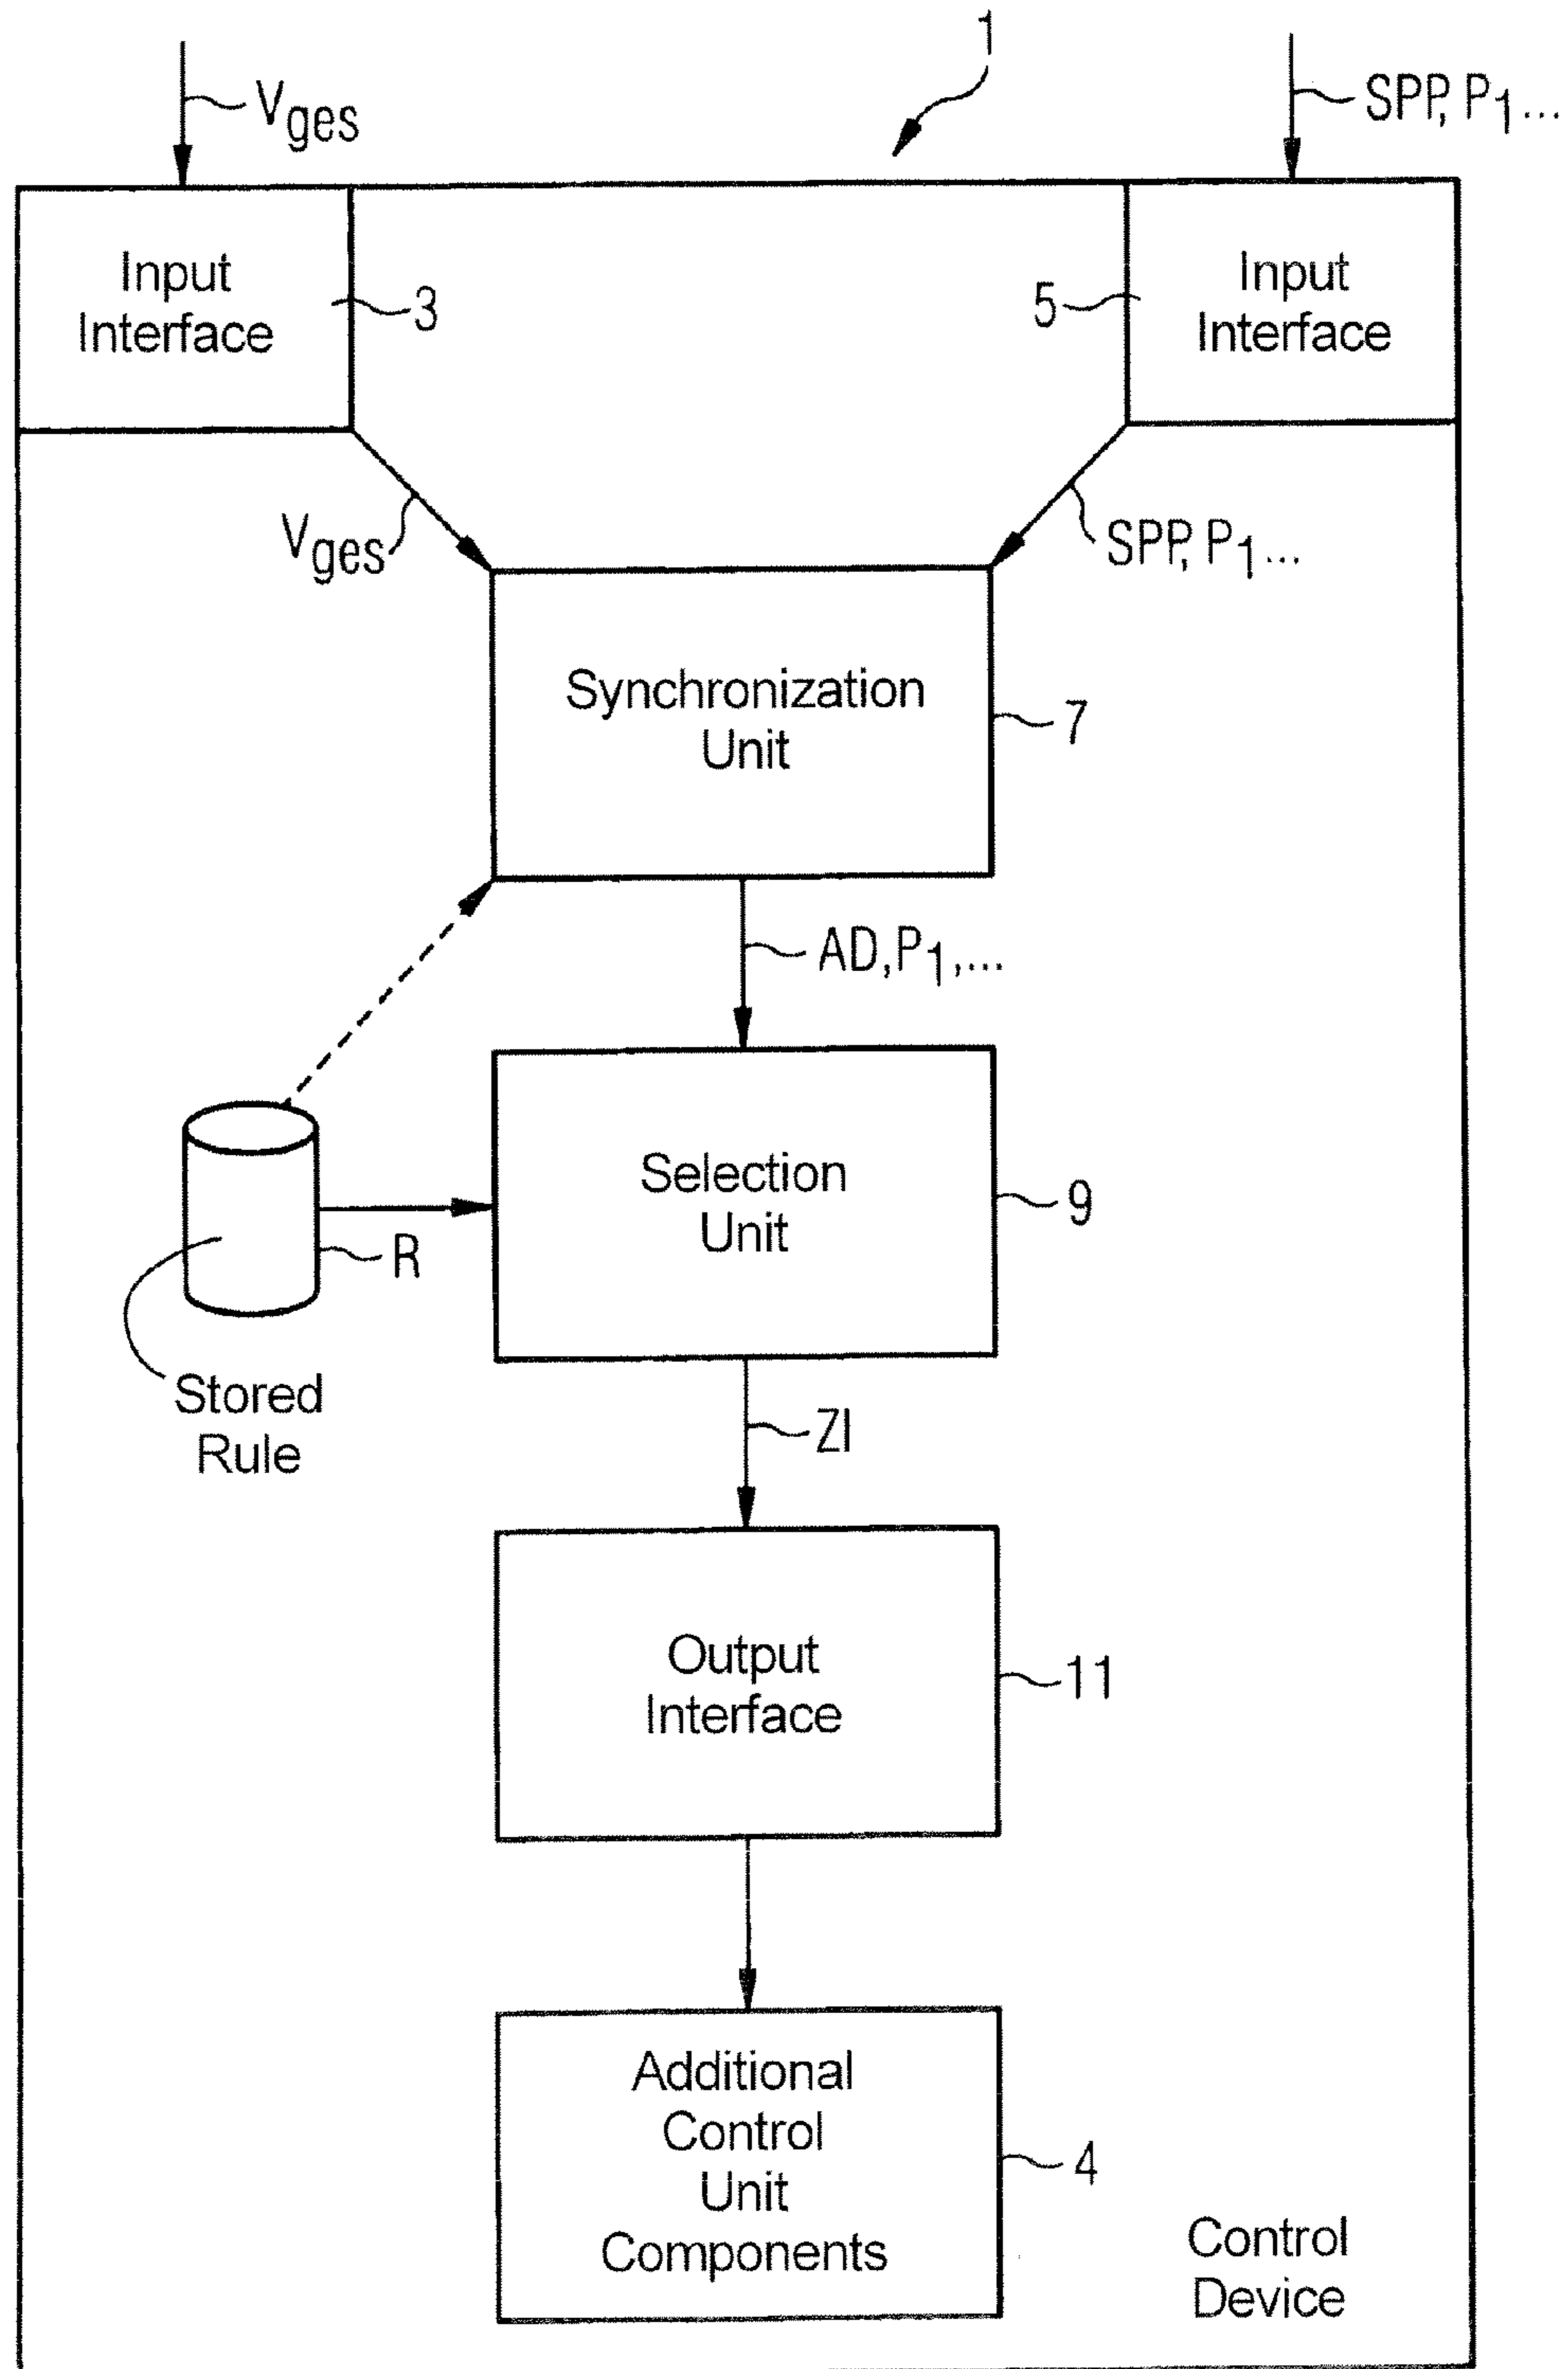 1
Vges
SPP, P1...
Input
Interface
3
5
Input
Interface
Vges
SPP, P1...
Synchronization
Unit
7
AD,P1,...
Selection
Unit
9
R
Stored
Rule
ZI
Output
Interface
11
Additional
Control
Unit
Components
4
Control
Device